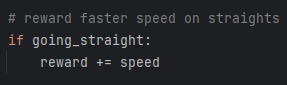 # reward faster speed on straights
if going_straight:
    reward += speed